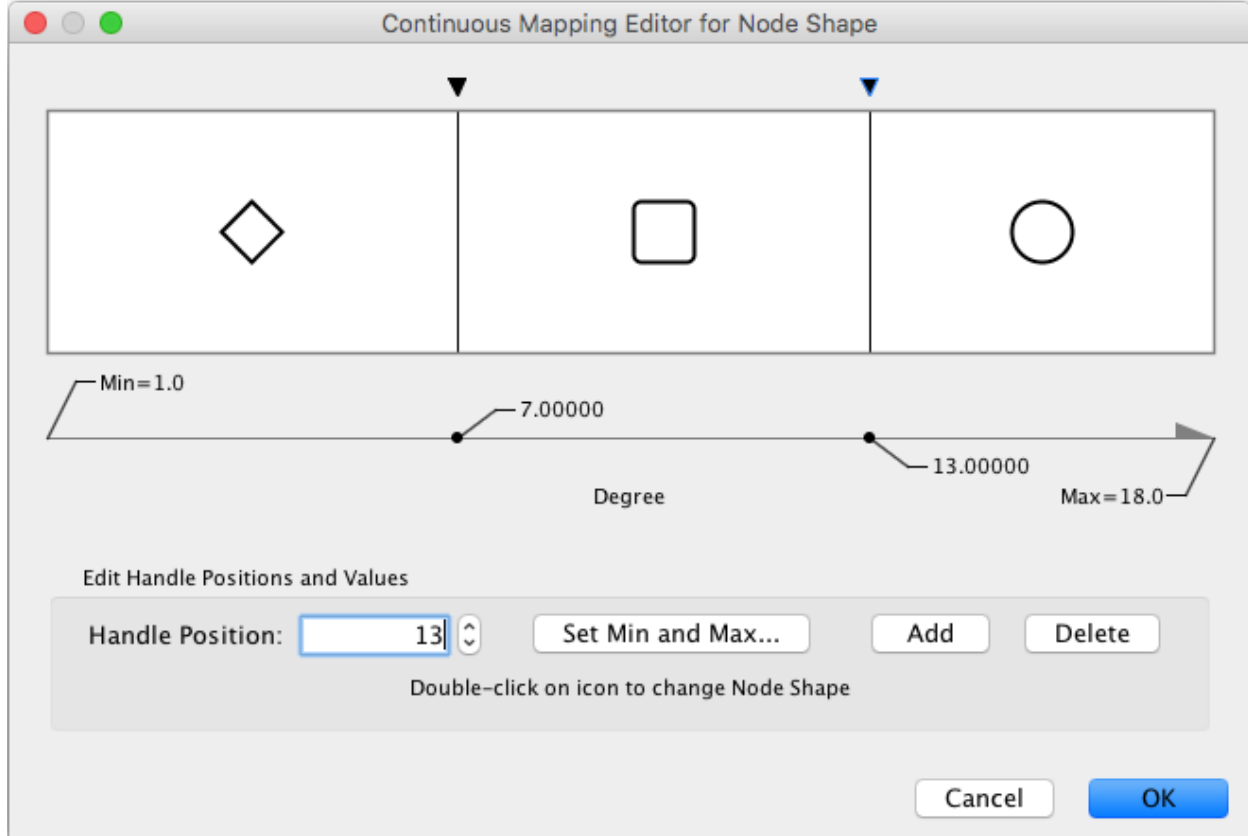 Continuous Mapping Editor for Node Shape
Min=1.0
7.00000
13.00000
Degree
Max=18.0
Edit Handle Positions and Values
Handle Position: 13 Set Min and Max... Add Delete
Double-click on icon to change Node Shape
Cancel OK